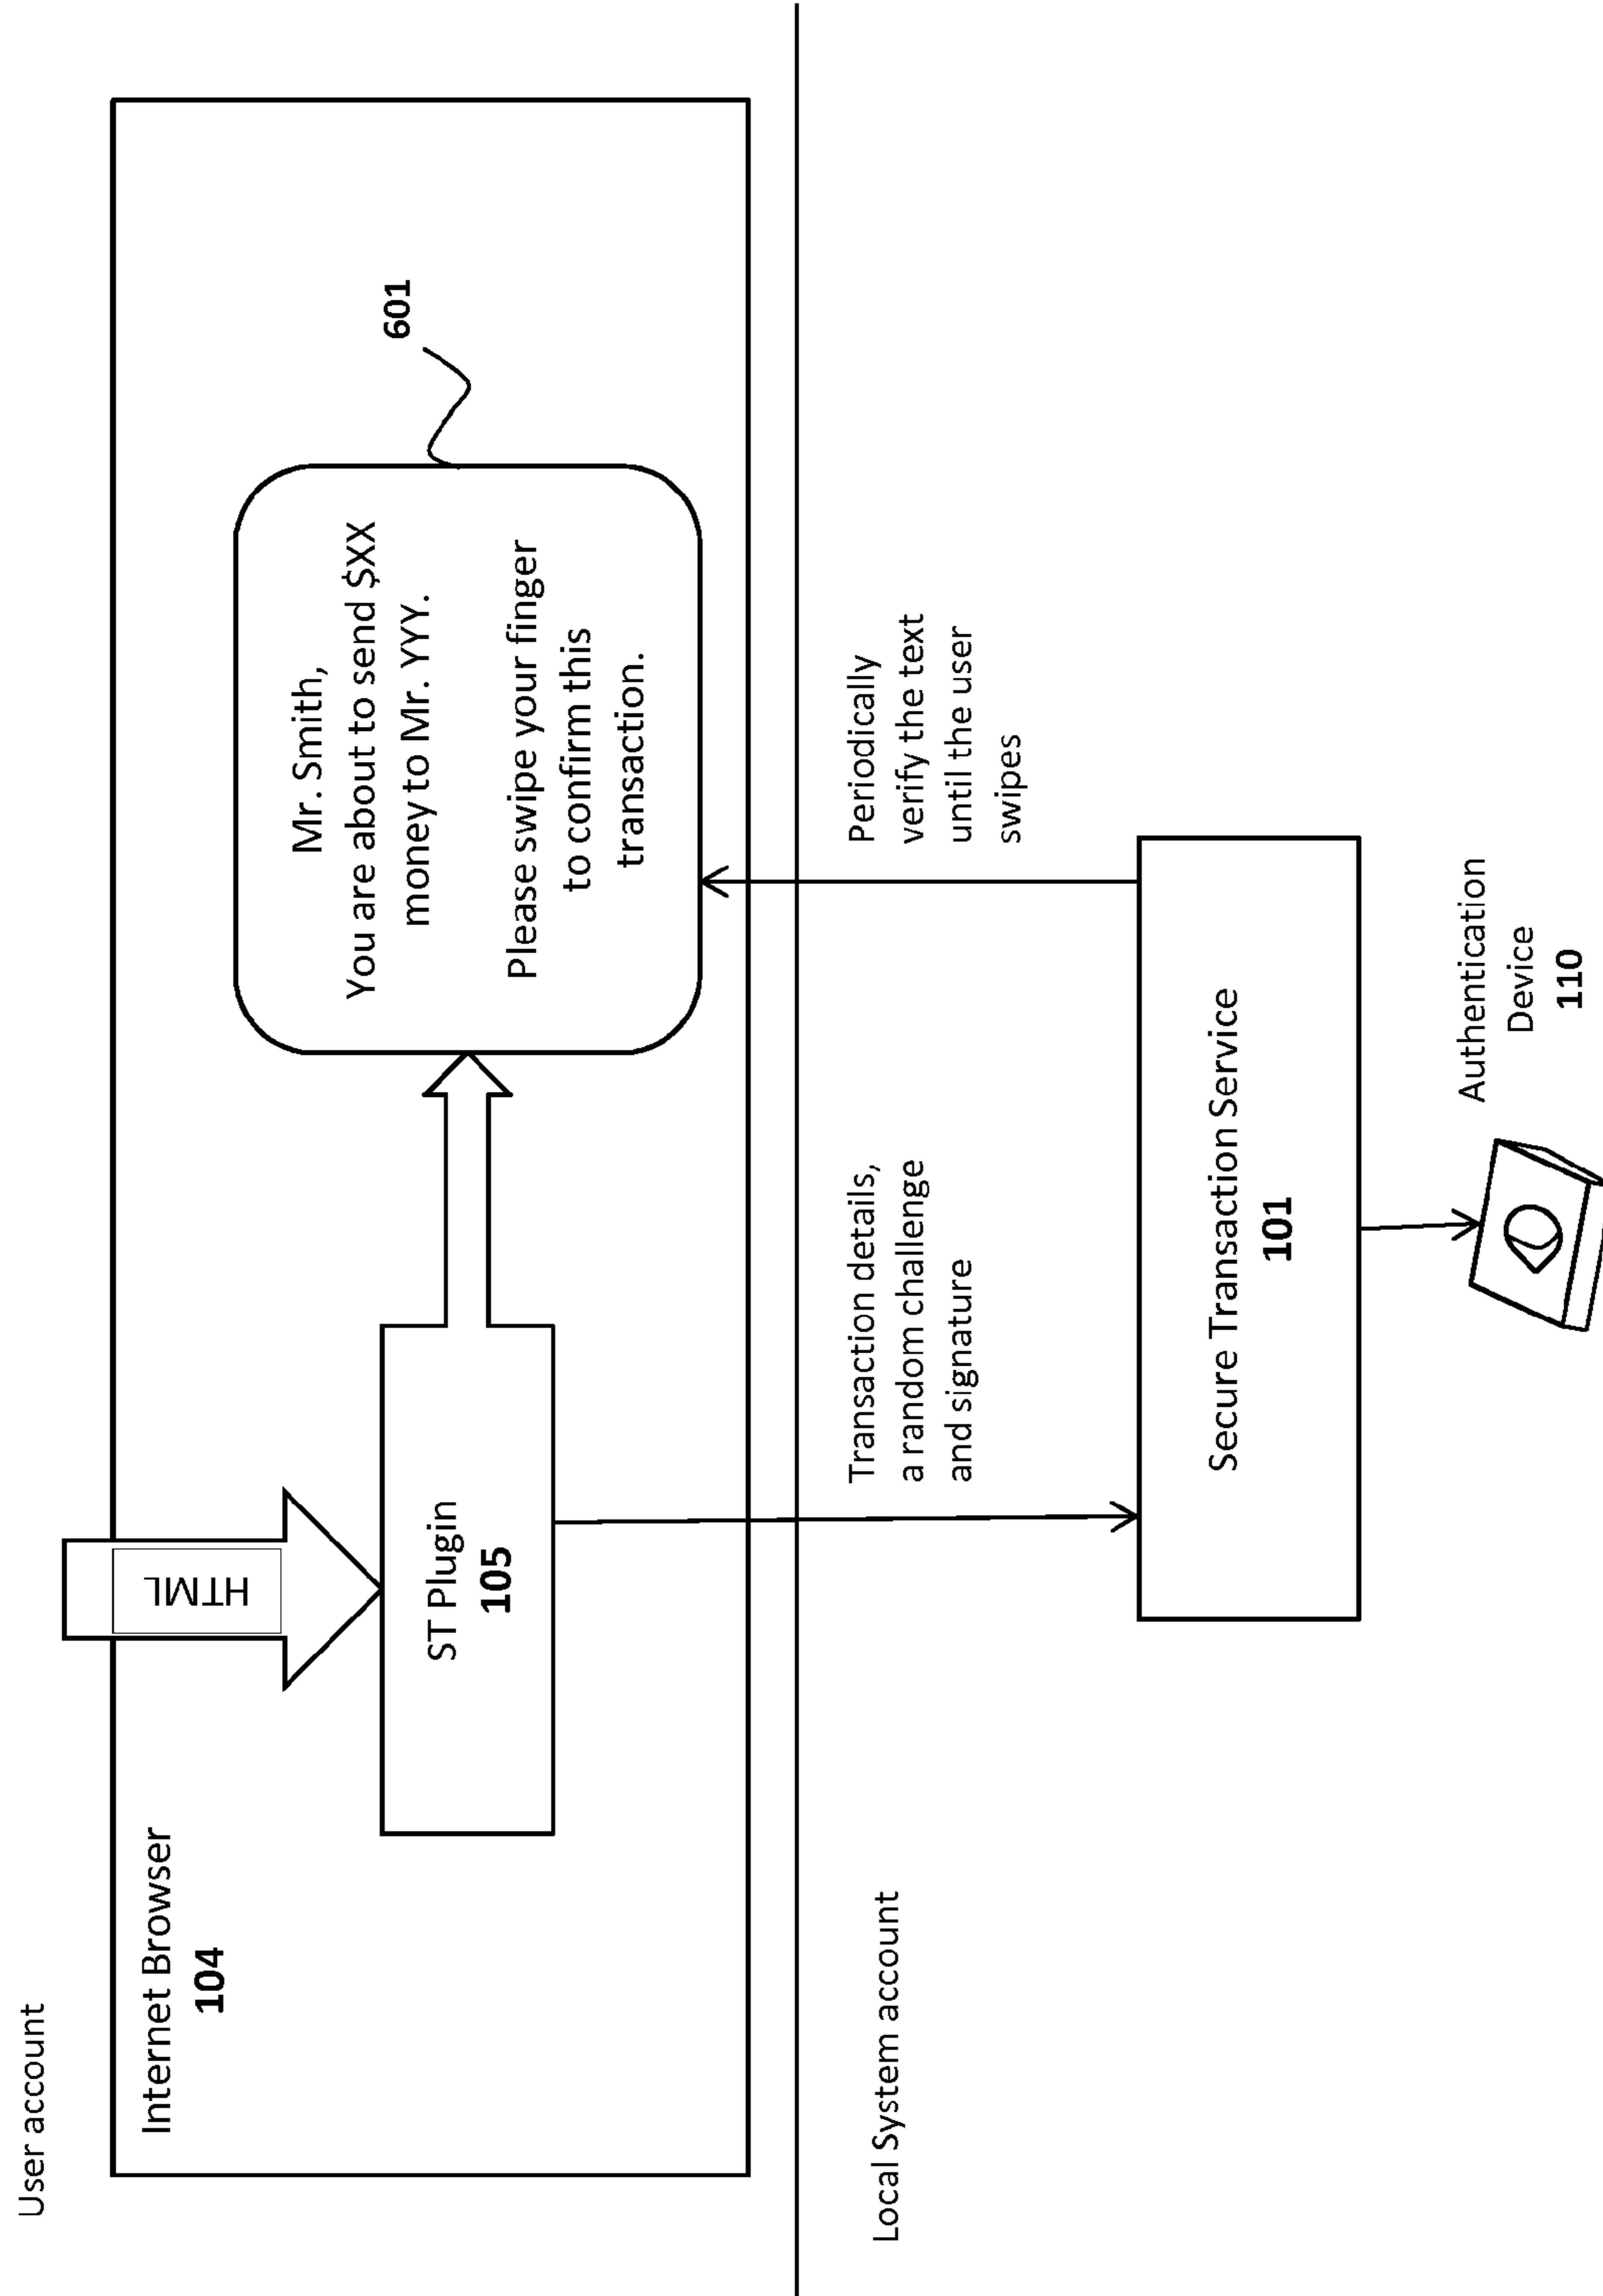 User account
Internet Browser
104
HTML
ST Plugin
105
Mr. Smith,
You are about to send $XX
money to Mr. YYY.
Please swipe your finger
to confirm this
transaction.
601
Local System account
Transaction details,
a random challenge
and signature
Periodically
verify the text
until the user
swipes
Secure Transaction Service
101
Authentication
Device
110